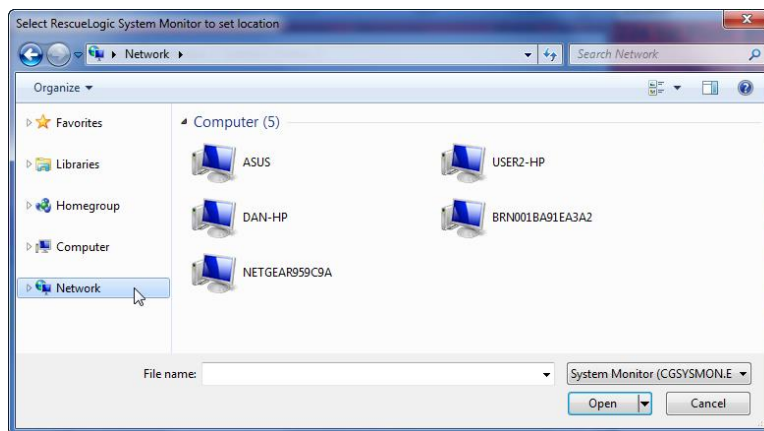 Select RescueLogic System Monitor to set location
Network
Search Network
Organize
Favorites
Computer (5)
Libraries
ASUS
USER2-HP
Homegroup
DAN-HP
BRN001BA91EA3A2
Computer
NETGEAR959C9A
Network
File name:
System Monitor (CGSYSMON.E
Open
Cancel